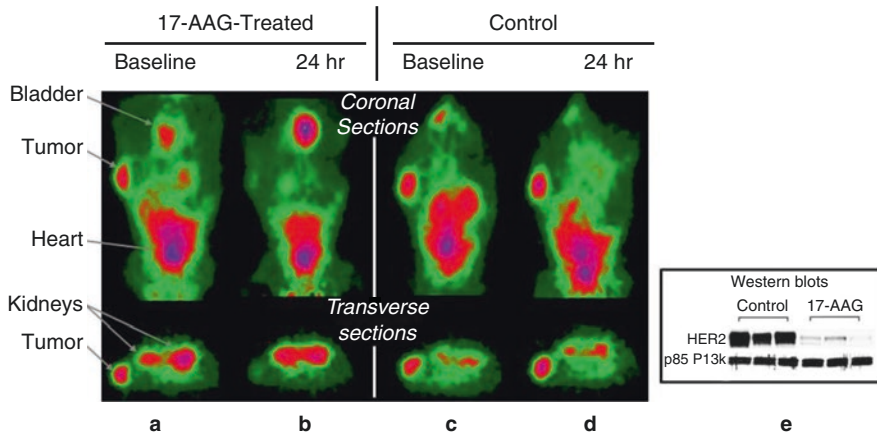 17-AAG-Treated Control
Baseline 24 hr Baseline 24 hr
Bladder
Coronal
Sections
Tumor
Heart
Kidneys
Transverse
sections
Tumor
a b c d e
Western blots
Control 17-AAG
HER2
p85 P13k